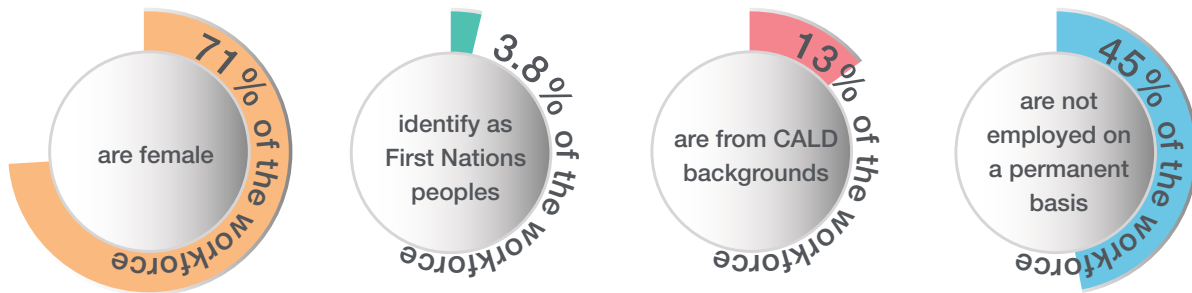 71% of the workforce
are female
3.8% of the workforce
identify as
First Nations
peoples
13% of the workforce
are from CALD
backgrounds
45% of the workforce
are not
employed on
a permanent
basis